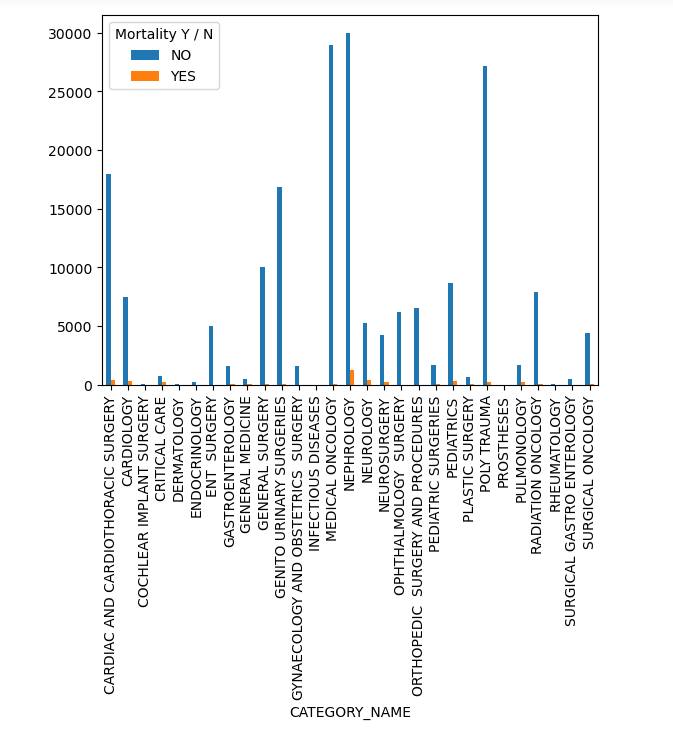 Mortality Y / N
NO
YES
30000
25000
20000
15000
10000
5000
0
CARDIAC AND CARDIOTHORACIC SURGERY
CARDIOLOGY
COCHLEAR IMPLANT SURGERY
CRITICAL CARE
DERMATOLOGY
ENDOCRINOLOGY
ENT  SURGERY
GASTROENTEROLOGY
GENERAL MEDICINE
GENERAL SURGERY
GENITO URINARY SURGERIES
GYNAECOLOGY AND OBSTETRICS  SURGERY
INFECTIOUS DISEASES
MEDICAL ONCOLOGY
NEPHROLOGY
NEUROLOGY
NEUROSURGERY
OPHTHALMOLOGY  SURGERY
ORTHOPEDIC  SURGERY AND PROCEDURES
PEDIATRIC SURGERIES
PEDIATRICS
PLASTIC SURGERY
POLY TRAUMA
PROSTHESES
PULMONOLOGY
RADIATION ONCOLOGY
RHEUMATOLOGY
SURGICAL GASTRO ENTEROLOGY
SURGICAL ONCOLOGY
CATEGORY_NAME